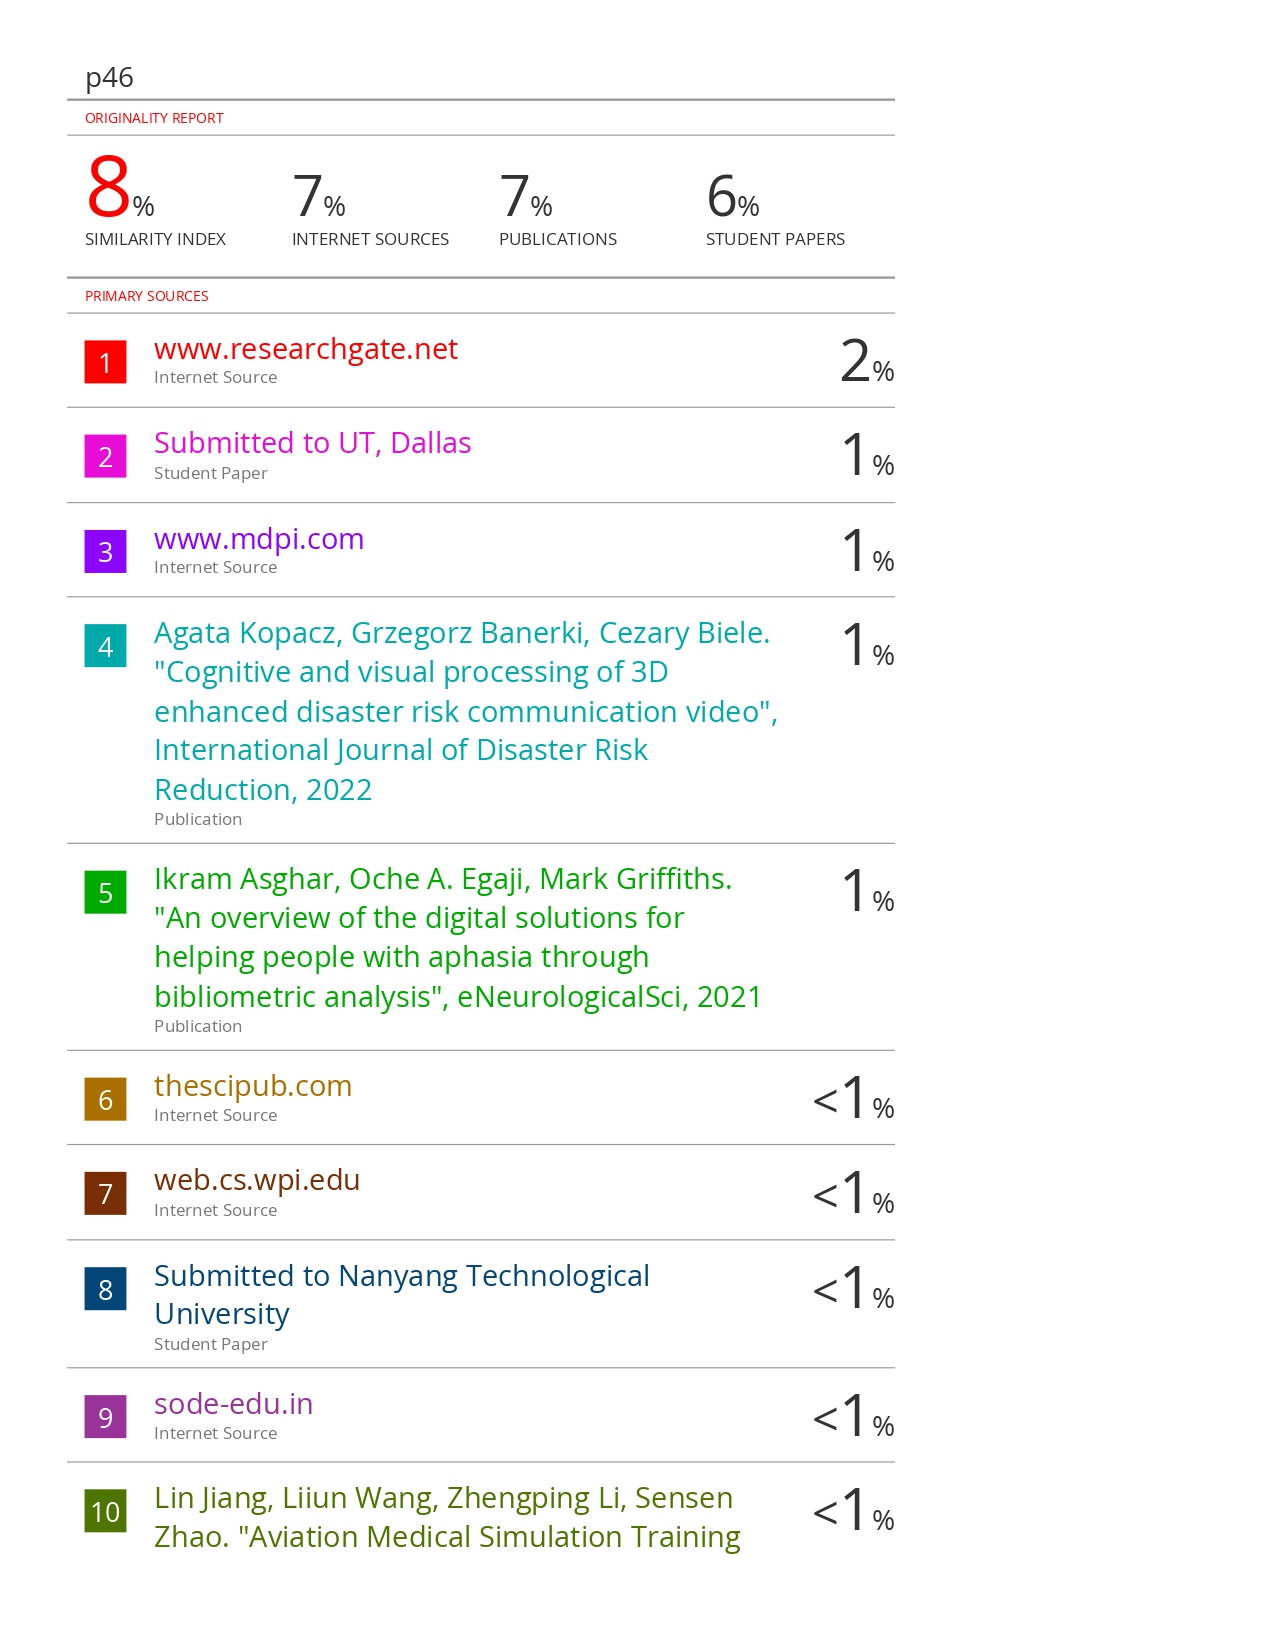 p46
ORIGINALITY REPORT
8% 7% 7% 6%
SIMILARITY INDEX INTERNET SOURCES PUBLICATIONS STUDENT PAPERS
PRIMARY SOURCES
1 www.researchgate.net 2%
Internet Source
2 Submitted to UT, Dallas 1%
Student Paper
3 www.mdpi.com 1%
Internet Source
4 Agata Kopacz, Grzegorz Banerki, Cezary Biele. 1%
"Cognitive and visual processing of 3D
enhanced disaster risk communication video",
International Journal of Disaster Risk
Reduction, 2022
Publication
5 Ikram Asghar, Oche A. Egaji, Mark Griffiths. 1%
"An overview of the digital solutions for
helping people with aphasia through
bibliometric analysis", eNeurologicalSci, 2021
Publication
6 thescipub.com <1%
Internet Source
7 web.cs.wpi.edu <1%
Internet Source
8 Submitted to Nanyang Technological <1%
University
Student Paper
9 sode-edu.in <1%
Internet Source
10 Lin Jiang, Liiun Wang, Zhengping Li, Sensen <1%
Zhao. "Aviation Medical Simulation Training